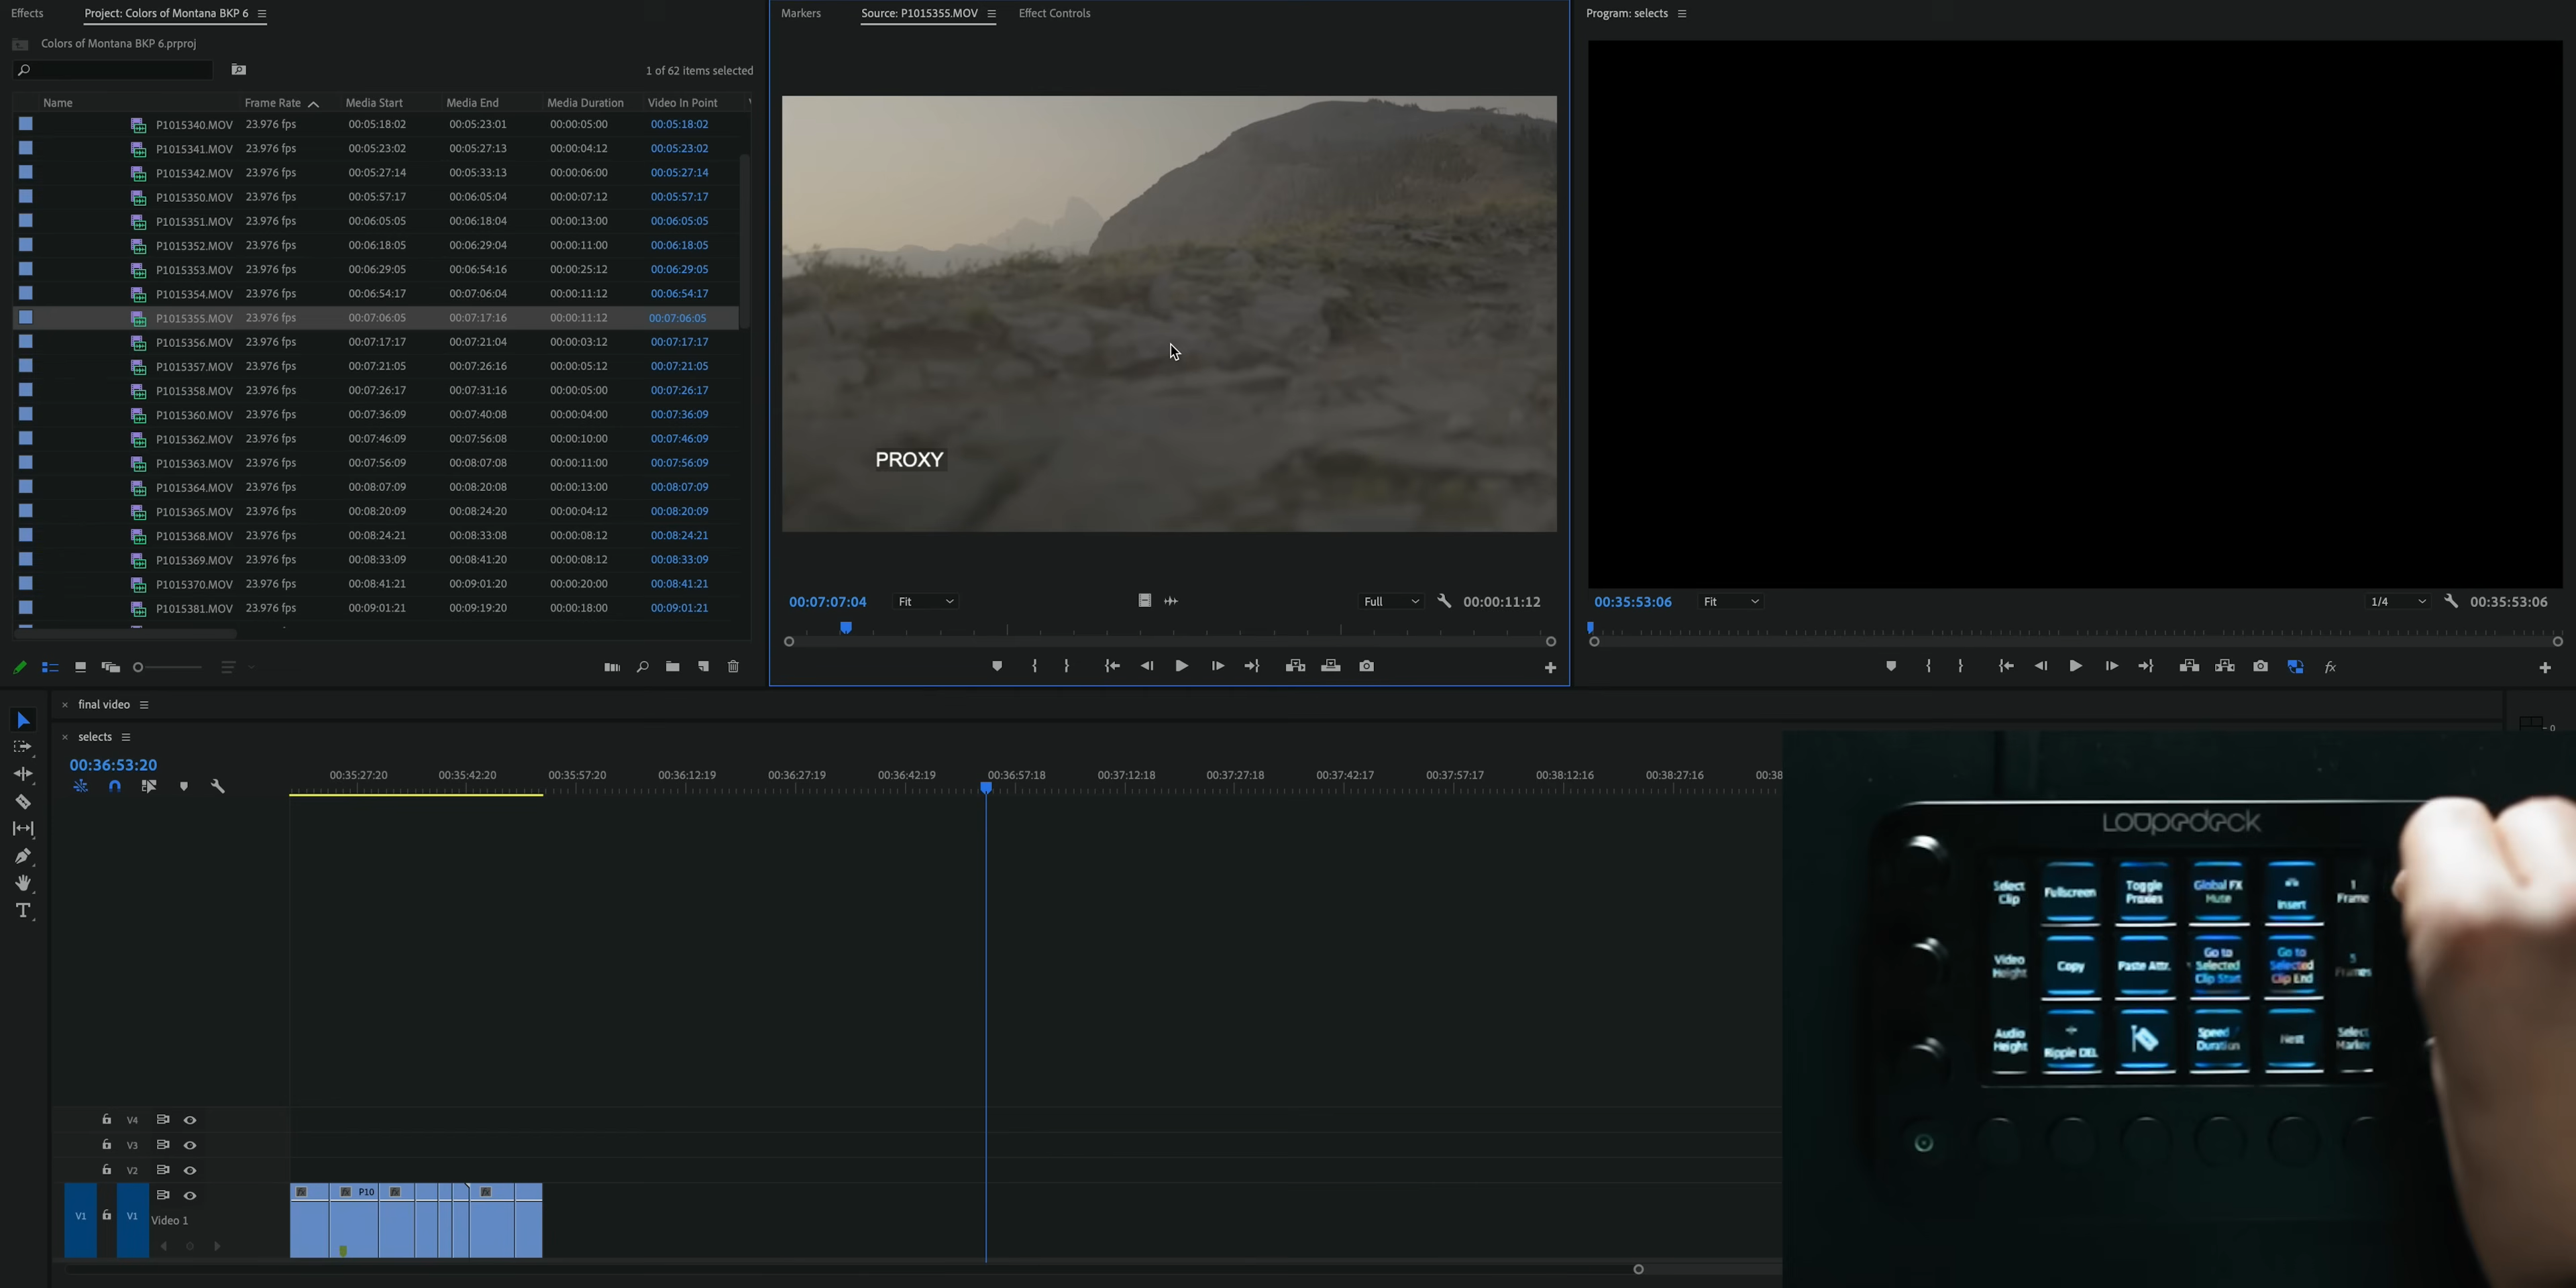 Effects
Project: Colors of Montana BKP 6
Colors of Montana BKP 6.prproj
1 of 62 items selected
Name Frame Rate Media Start Media End Media Duration Video In Point
P1015340.MOV 23.976 fps 00:05:18:02 00:05:23:01 00:00:05:00 00:05:18:02
P1015341.MOV 23.976 fps 00:05:23:02 00:05:27:13 00:00:04:12 00:05:23:02
P1015342.MOV 23.976 fps 00:05:27:14 00:05:33:13 00:00:06:00 00:05:27:14
P1015350.MOV 23.976 fps 00:05:57:17 00:06:05:04 00:00:07:12 00:05:57:17
P1015351.MOV 23.976 fps 00:06:05:05 00:06:18:04 00:00:13:00 00:06:05:05
P1015352.MOV 23.976 fps 00:06:18:05 00:06:29:04 00:00:11:00 00:06:18:05
P1015353.MOV 23.976 fps 00:06:29:05 00:06:54:16 00:00:25:12 00:06:29:05
P1015354.MOV 23.976 fps 00:06:54:17 00:07:06:04 00:00:11:12 00:06:54:17
P1015355.MOV 23.976 fps 00:07:06:05 00:07:17:16 00:00:11:12 00:07:06:05
P1015356.MOV 23.976 fps 00:07:17:17 00:07:21:04 00:00:03:12 00:07:17:17
P1015357.MOV 23.976 fps 00:07:21:05 00:07:26:16 00:00:05:12 00:07:21:05
P1015358.MOV 23.976 fps 00:07:26:17 00:07:31:16 00:00:05:00 00:07:26:17
P1015360.MOV 23.976 fps 00:07:36:09 00:07:40:08 00:00:04:00 00:07:36:09
P1015362.MOV 23.976 fps 00:07:46:09 00:07:56:08 00:00:10:00 00:07:46:09
P1015363.MOV 23.976 fps 00:07:56:09 00:08:07:08 00:00:11:00 00:07:56:09
P1015364.MOV 23.976 fps 00:08:07:09 00:08:20:08 00:00:13:00 00:08:07:09
P1015365.MOV 23.976 fps 00:08:20:09 00:08:24:20 00:00:04:12 00:08:20:09
P1015368.MOV 23.976 fps 00:08:24:21 00:08:33:08 00:00:08:12 00:08:24:21
P1015369.MOV 23.976 fps 00:08:33:09 00:08:41:20 00:00:08:12 00:08:33:09
P1015370.MOV 23.976 fps 00:08:41:21 00:09:01:20 00:00:20:00 00:08:41:21
P1015381.MOV 23.976 fps 00:09:01:21 00:09:19:20 00:00:18:00 00:09:01:21
Markers
Source: P1015355.MOV
Effect Controls
PROXY
00:07:07:04 Fit Full 00:00:11:12
Program: selects
00:35:53:06 Fit 1/4 00:35:53:06
fx
final video
selects
00:36:53:20
00:35:27:20 00:35:42:20 00:35:57:20 00:36:12:19 00:36:27:19 00:36:42:19 00:36:57:18 00:37:12:18 00:37:27:18 00:37:42:17 00:37:57:17 00:38:12:16 00:38:27:16 00:38
V4
V3
V2
V1 V1 Video 1
fx fx P10 fx fx
0
Loupedeck
Select Clip
Fullscreen
Toggle Proxies
Global FX Mute
Insert
1 Frame
Video Height
Copy
Paste Attr.
Go to Selected Clip Start
Go to Selected Clip End
5 Frames
Audio Height
Ripple DEL
Speed / Duration
Nest
Select Marker